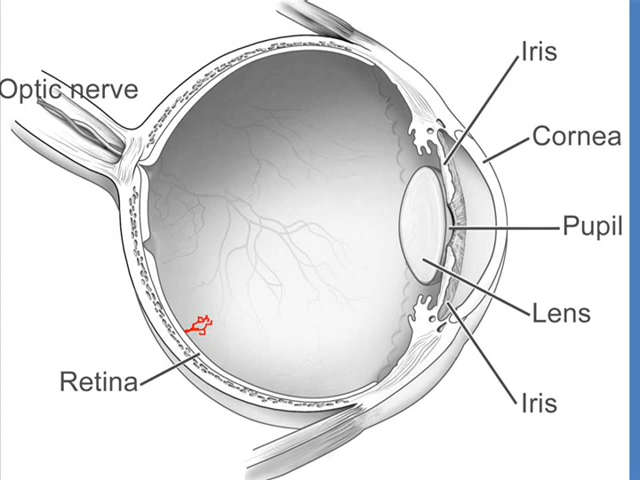 Iris
Optic nerve
Cornea
Pupil
Lens
Retina
Iris